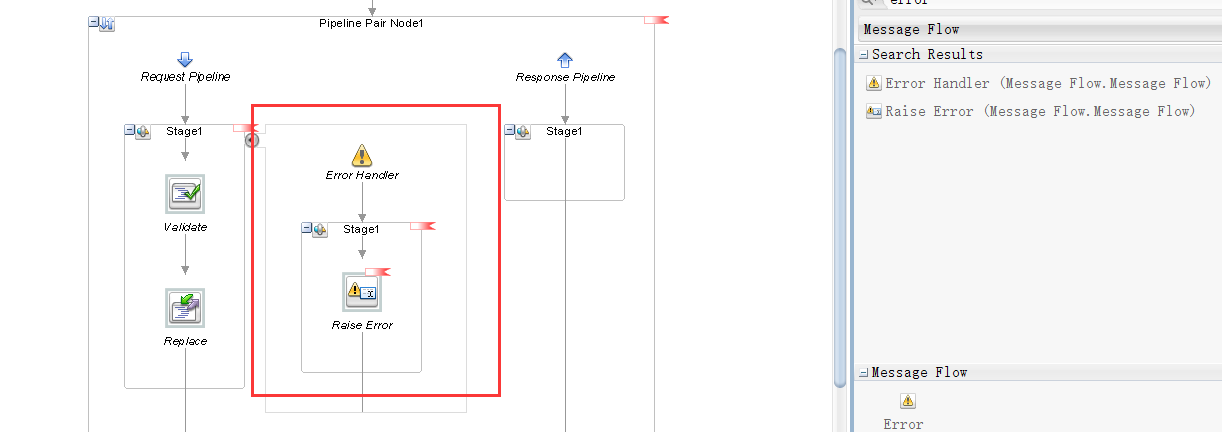 Pipeline Pair Node1
Request Pipeline
Response Pipeline
Stage1
Stage1
Error Handler
Validate
Stage1
Raise Error
Replace
error
Message Flow
Search Results
Error Handler (Message Flow.Message Flow)
Raise Error (Message Flow.Message Flow)
Message Flow
Error